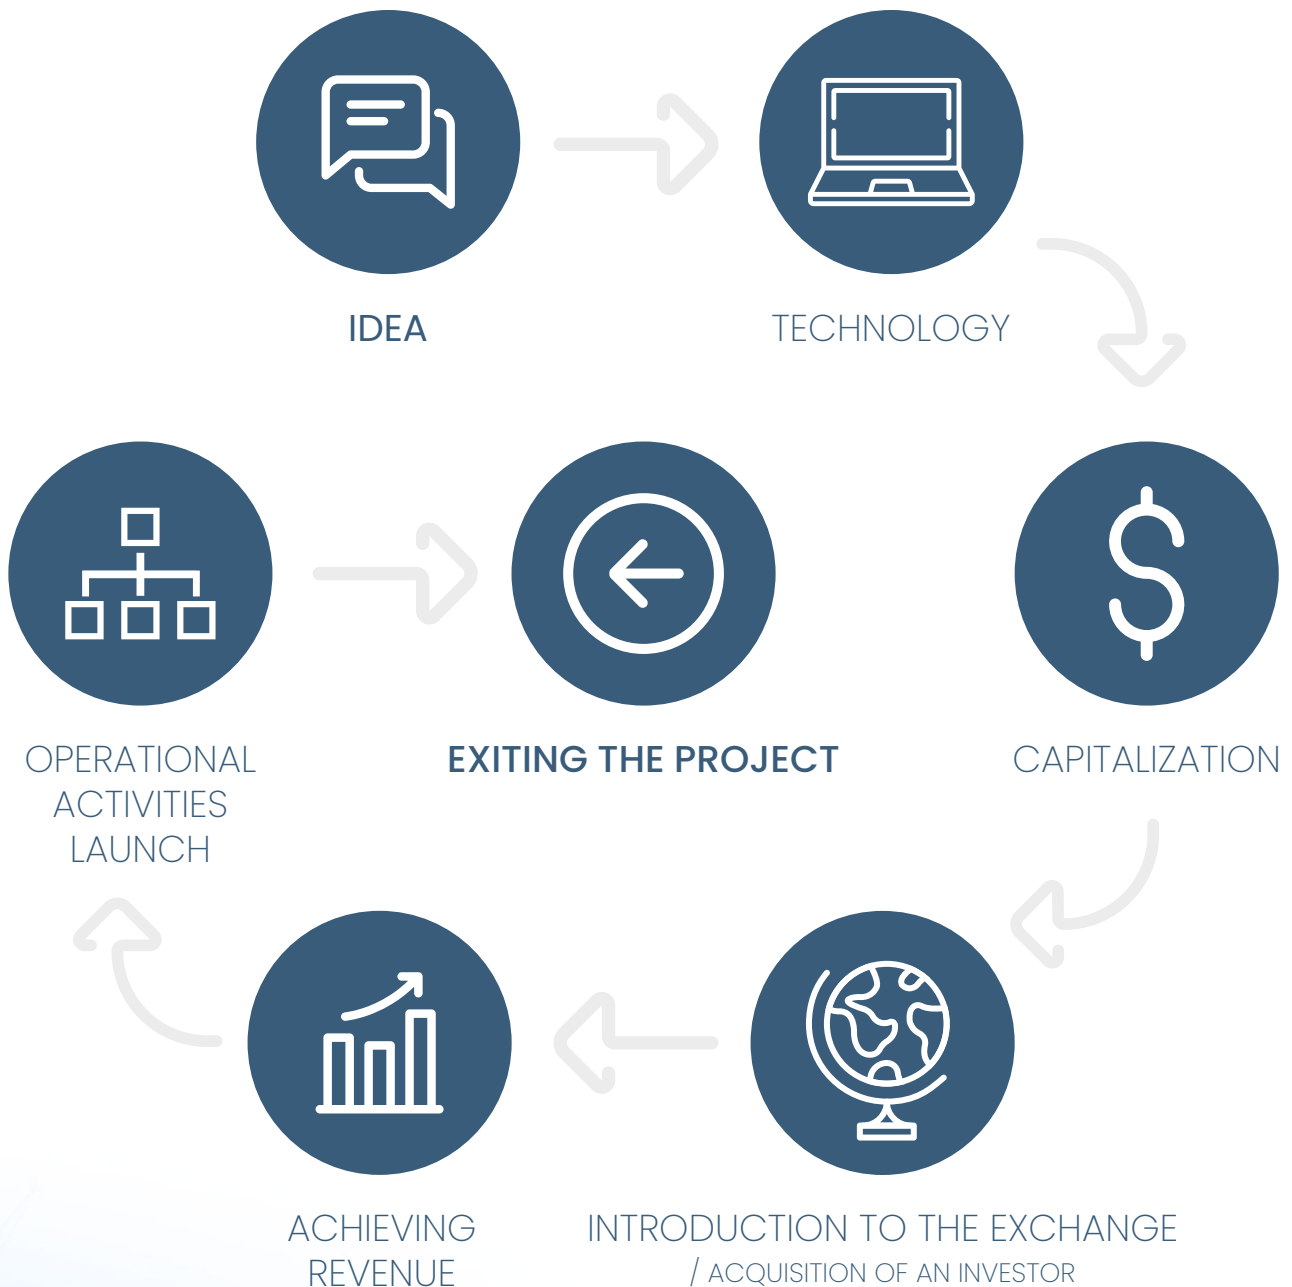 IDEA
TECHNOLOGY
OPERATIONAL
ACTIVITIES
LAUNCH
EXITING THE PROJECT
CAPITALIZATION
ACHIEVING
REVENUE
INTRODUCTION TO THE EXCHANGE
/ ACQUISITION OF AN INVESTOR